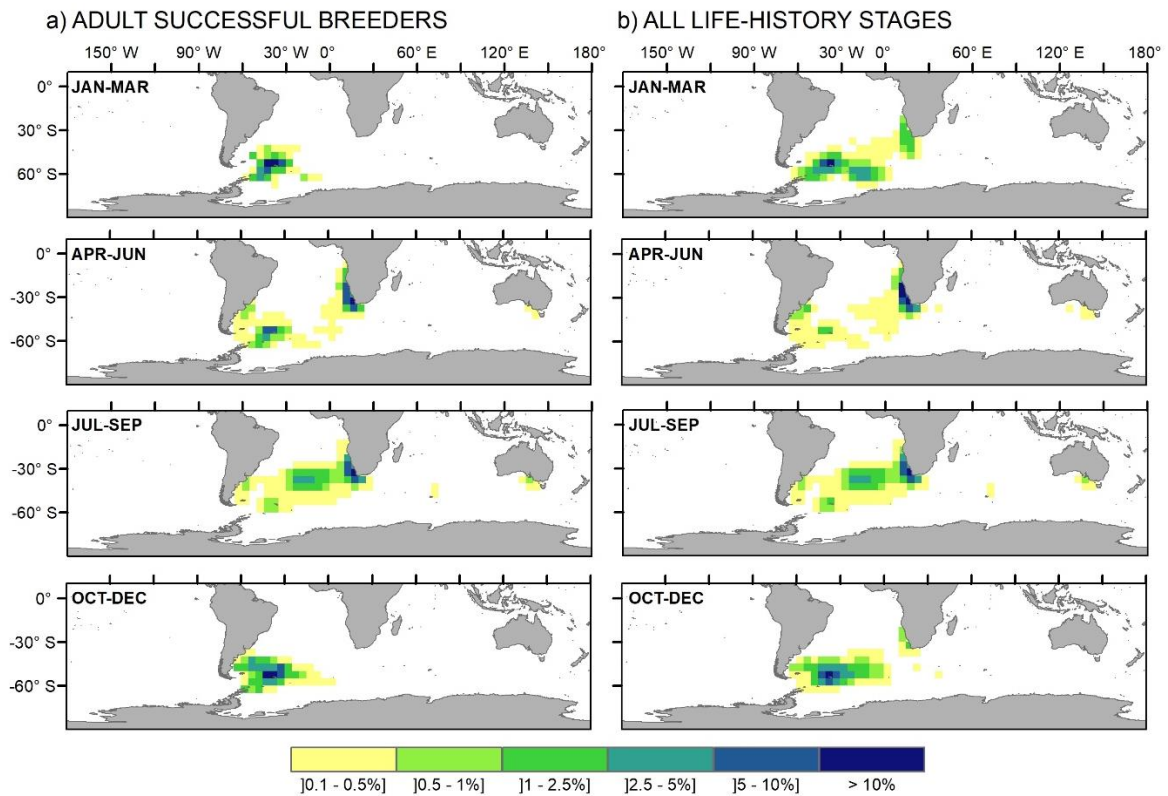 a) ADULT SUCCESSFUL BREEDERS
b) ALL LIFE-HISTORY STAGES
150° W 90° W 30° W 0° 60° E 120° E 180°
150° W 90° W 30° W 0° 60° E 120° E 180°
0°
30° S
60° S
JAN-MAR
JAN-MAR
0°
-30° S
-60° S
APR-JUN
APR-JUN
0°
-30° S
-60° S
JUL-SEP
JUL-SEP
0°
-30° S
-60° S
OCT-DEC
OCT-DEC
]0.1 - 0.5%] ]0.5 - 1%] ]1 - 2.5%] ]2.5 - 5%] ]5 - 10%] > 10%